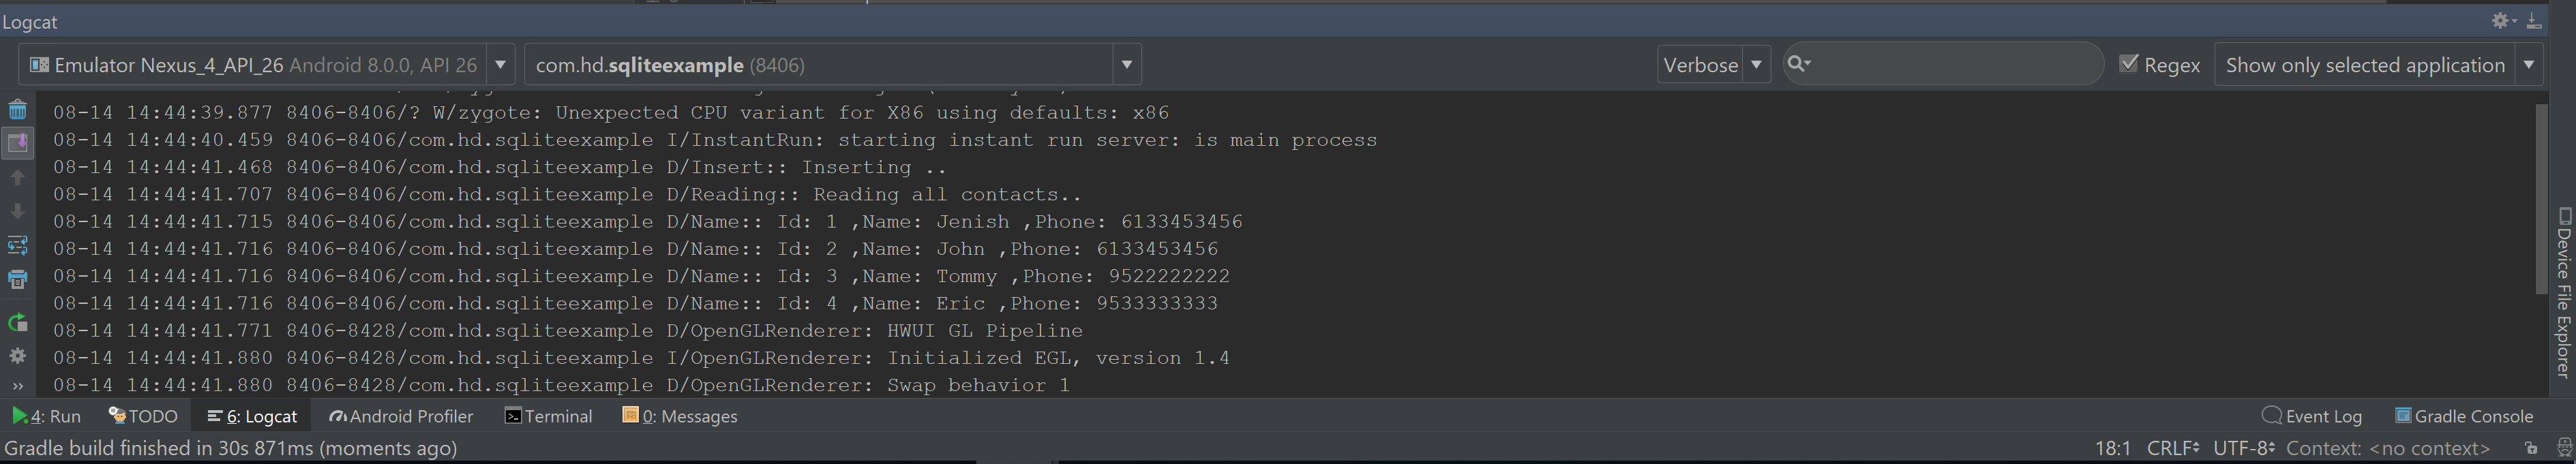 Logcat
Emulator Nexus_4_API_26 Android 8.0.0, API 26 com.hd.sqliteexample (8406) Verbose Regex Show only selected application
08-14 14:44:39.877 8406-8406/? W/zygote: Unexpected CPU variant for X86 using defaults: x86
08-14 14:44:40.459 8406-8406/com.hd.sqliteexample I/InstantRun: starting instant run server: is main process
08-14 14:44:41.468 8406-8406/com.hd.sqliteexample D/Insert:: Inserting ..
08-14 14:44:41.707 8406-8406/com.hd.sqliteexample D/Reading:: Reading all contacts..
08-14 14:44:41.715 8406-8406/com.hd.sqliteexample D/Name:: Id: 1 ,Name: Jenish ,Phone: 6133453456
08-14 14:44:41.716 8406-8406/com.hd.sqliteexample D/Name:: Id: 2 ,Name: John ,Phone: 6133453456
08-14 14:44:41.716 8406-8406/com.hd.sqliteexample D/Name:: Id: 3 ,Name: Tommy ,Phone: 9522222222
08-14 14:44:41.716 8406-8406/com.hd.sqliteexample D/Name:: Id: 4 ,Name: Eric ,Phone: 9533333333
08-14 14:44:41.771 8406-8428/com.hd.sqliteexample D/OpenGLRenderer: HWUI GL Pipeline
08-14 14:44:41.880 8406-8428/com.hd.sqliteexample I/OpenGLRenderer: Initialized EGL, version 1.4
08-14 14:44:41.880 8406-8428/com.hd.sqliteexample D/OpenGLRenderer: Swap behavior 1
Device File Explorer
4: Run TODO 6: Logcat Android Profiler Terminal 0: Messages Event Log Gradle Console
Gradle build finished in 30s 871ms (moments ago) 18:1 CRLF UTF-8 Context: <no context>